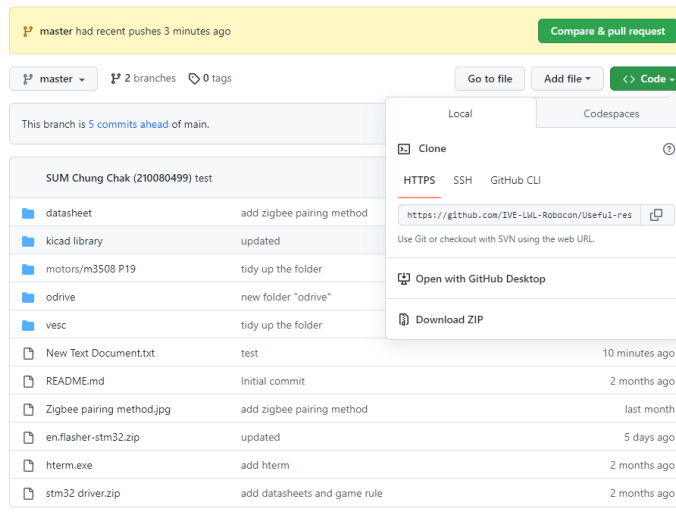 master had recent pushes 3 minutes ago
Compare & pull request
master
2 branches
0 tags
Go to file
Add file
Code
This branch is 5 commits ahead of main.
Local
Codespaces
Clone
HTTPS SSH GitHub CLI
https://github.com/IVE-LWL-Robocon/Useful-res
Use Git or checkout with SVN using the web URL.
Open with GitHub Desktop
Download ZIP
SUM Chung Chak (210080499) test
datasheet add zigbee pairing method
kicad library updated
motors/m3508 P19 tidy up the folder
odrive new folder "odrive"
vesc tidy up the folder
New Text Document.txt test 10 minutes ago
README.md Initial commit 2 months ago
Zigbee pairing method.jpg add zigbee pairing method last month
en.flasher-stm32.zip updated 5 days ago
hterm.exe add hterm 2 months ago
stm32 driver.zip add datasheets and game rule 2 months ago